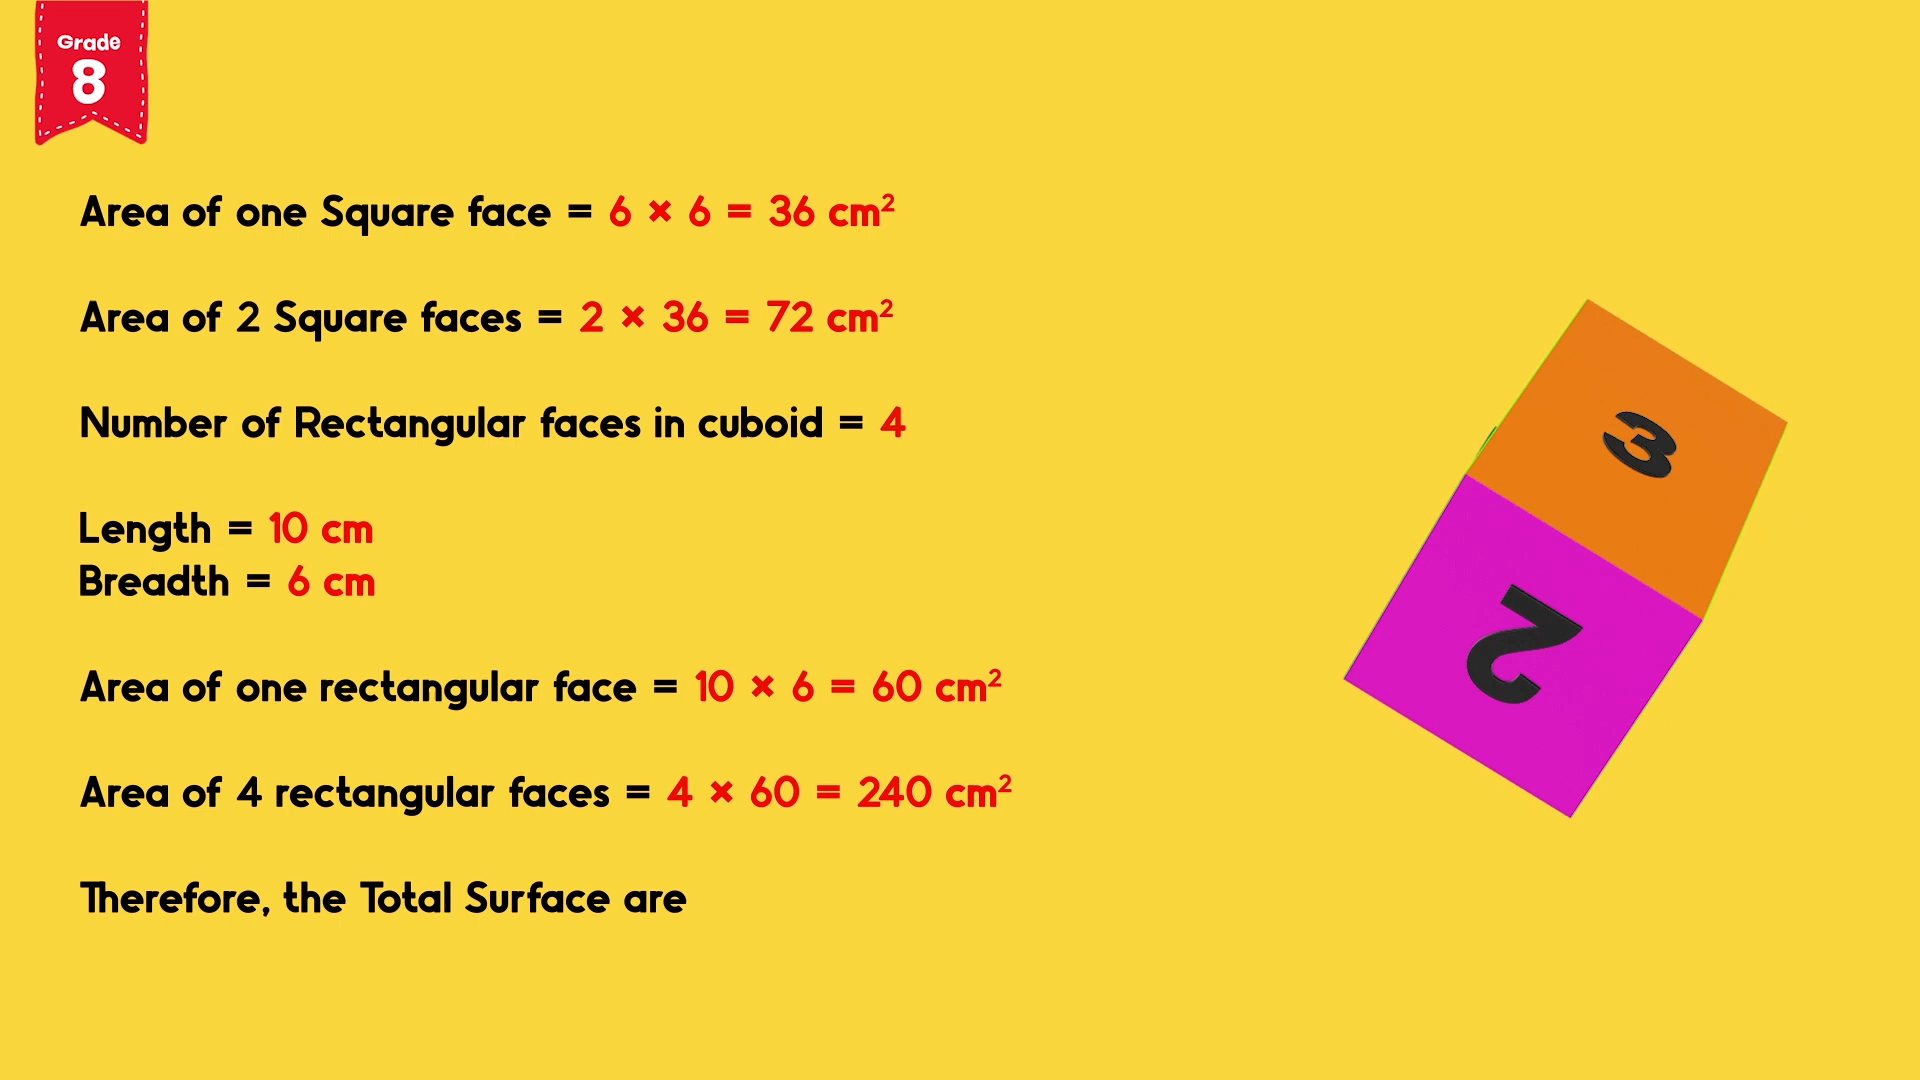 Grade
8
Area of one Square face = 6 × 6 = 36 cm²
Area of 2 Square faces = 2 × 36 = 72 cm²
Number of Rectangular faces in cuboid = 4
Length = 10 cm
Breadth = 6 cm
Area of one rectangular face = 10 × 6 = 60 cm²
Area of 4 rectangular faces = 4 × 60 = 240 cm²
Therefore, the Total Surface are
3
2